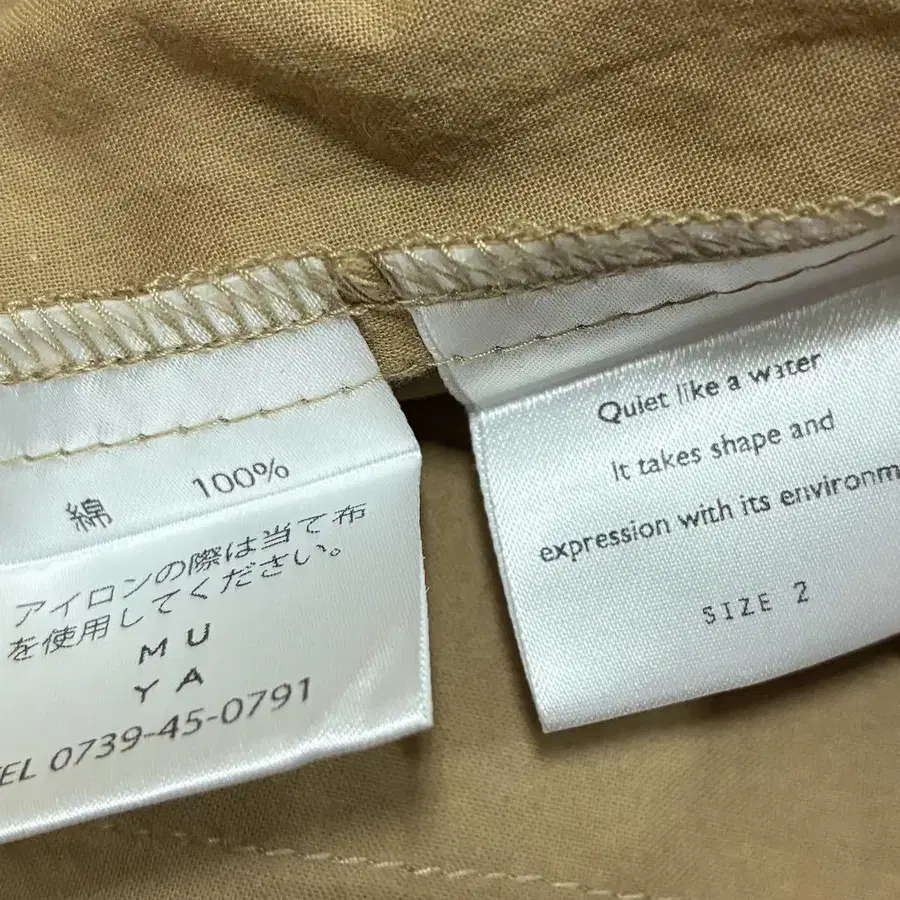 綿 100%
アイロンの際は当て布
を使用してください。
M U
Y A
TEL 0739-45-0791
Quiet like a water
It takes shape and
expression with its environm
SIZE 2